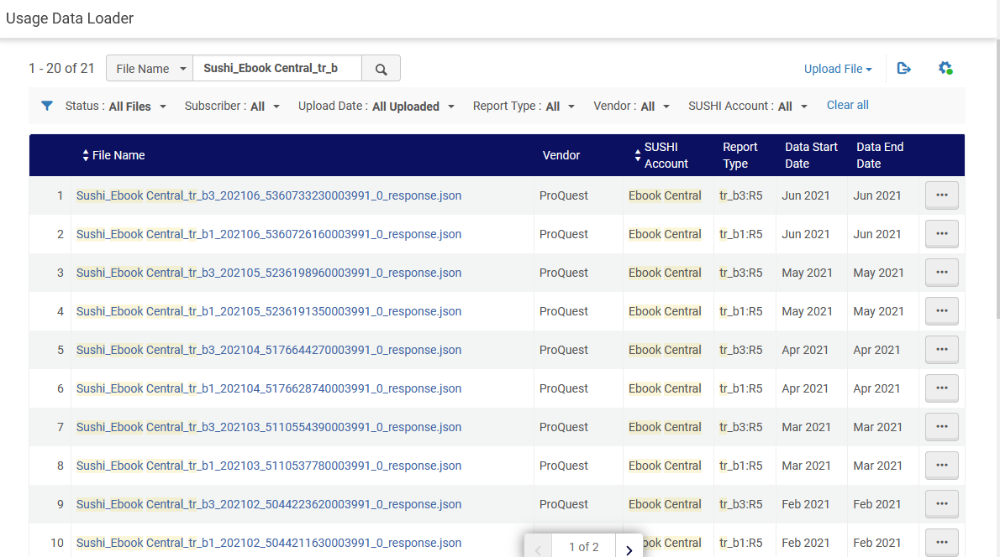 Usage Data Loader
1 - 20 of 21 File Name Sushi_Ebook Central_tr_b Upload File
Status : All Files Subscriber : All Upload Date : All Uploaded Report Type : All Vendor : All SUSHI Account : All Clear all
File Name Vendor SUSHI Account Report Type Data Start Date Data End Date
1 Sushi_Ebook Central_tr_b3_202106_5360733230003991_0_response.json ProQuest Ebook Central tr_b3:R5 Jun 2021 Jun 2021
2 Sushi_Ebook Central_tr_b1_202106_5360726160003991_0_response.json ProQuest Ebook Central tr_b1:R5 Jun 2021 Jun 2021
3 Sushi_Ebook Central_tr_b3_202105_5236198960003991_0_response.json ProQuest Ebook Central tr_b3:R5 May 2021 May 2021
4 Sushi_Ebook Central_tr_b1_202105_5236191350003991_0_response.json ProQuest Ebook Central tr_b1:R5 May 2021 May 2021
5 Sushi_Ebook Central_tr_b3_202104_5176644270003991_0_response.json ProQuest Ebook Central tr_b3:R5 Apr 2021 Apr 2021
6 Sushi_Ebook Central_tr_b1_202104_5176628740003991_0_response.json ProQuest Ebook Central tr_b1:R5 Apr 2021 Apr 2021
7 Sushi_Ebook Central_tr_b3_202103_5110554390003991_0_response.json ProQuest Ebook Central tr_b3:R5 Mar 2021 Mar 2021
8 Sushi_Ebook Central_tr_b1_202103_5110537780003991_0_response.json ProQuest Ebook Central tr_b1:R5 Mar 2021 Mar 2021
9 Sushi_Ebook Central_tr_b3_202102_5044223620003991_0_response.json ProQuest Ebook Central tr_b3:R5 Feb 2021 Feb 2021
10 Sushi_Ebook Central_tr_b1_202102_5044211630003991_0_response.json ook Central tr_b1:R5 Feb 2021 Feb 2021
1 of 2